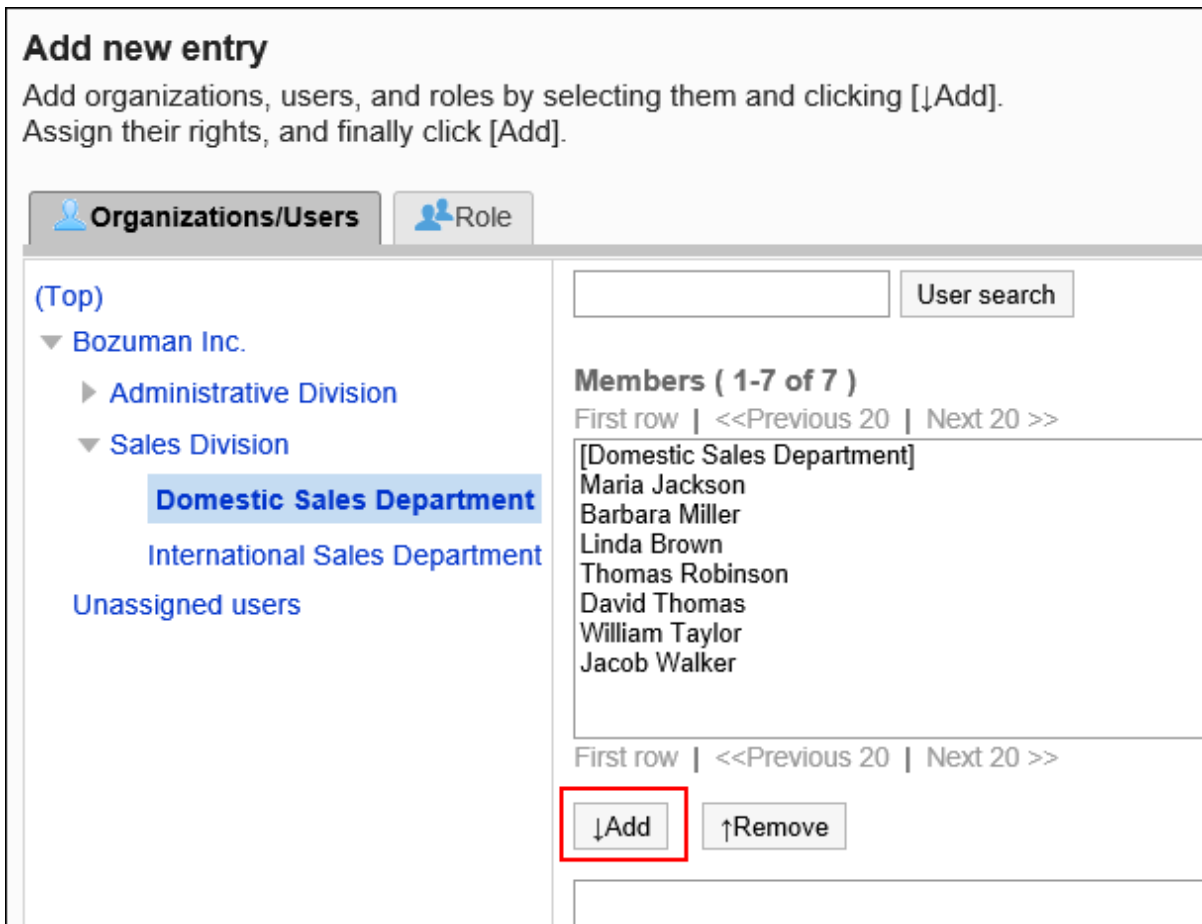 Add new entry
Add organizations, users, and roles by selecting them and clicking [↓Add].
Assign their rights, and finally click [Add].
Organizations/Users
Role
(Top)
Bozuman Inc.
Administrative Division
Sales Division
Domestic Sales Department
International Sales Department
Unassigned users
User search
Members ( 1-7 of 7 )
First row | <<Previous 20 | Next 20 >>
[Domestic Sales Department]
Maria Jackson
Barbara Miller
Linda Brown
Thomas Robinson
David Thomas
William Taylor
Jacob Walker
First row | <<Previous 20 | Next 20 >>
↓Add
↑Remove